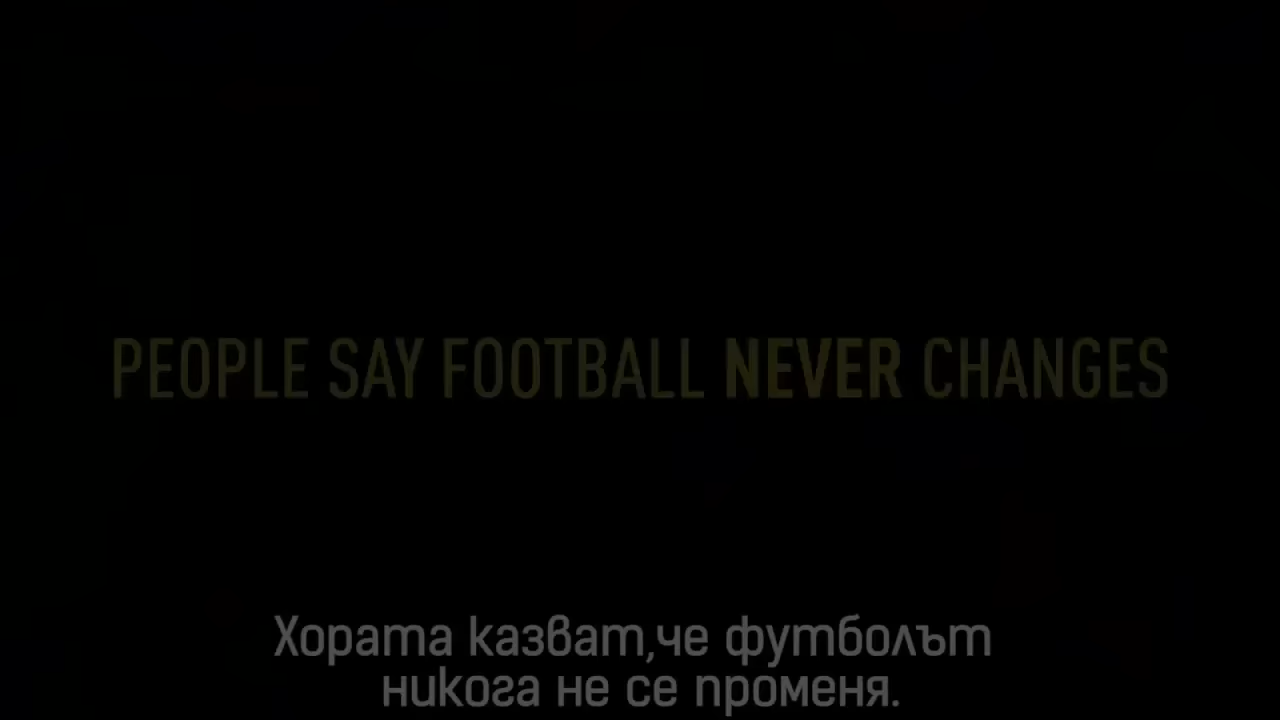 PEOPLE SAY FOOTBALL NEVER CHANGES
Хората казват,че футболът
никога не се променя.